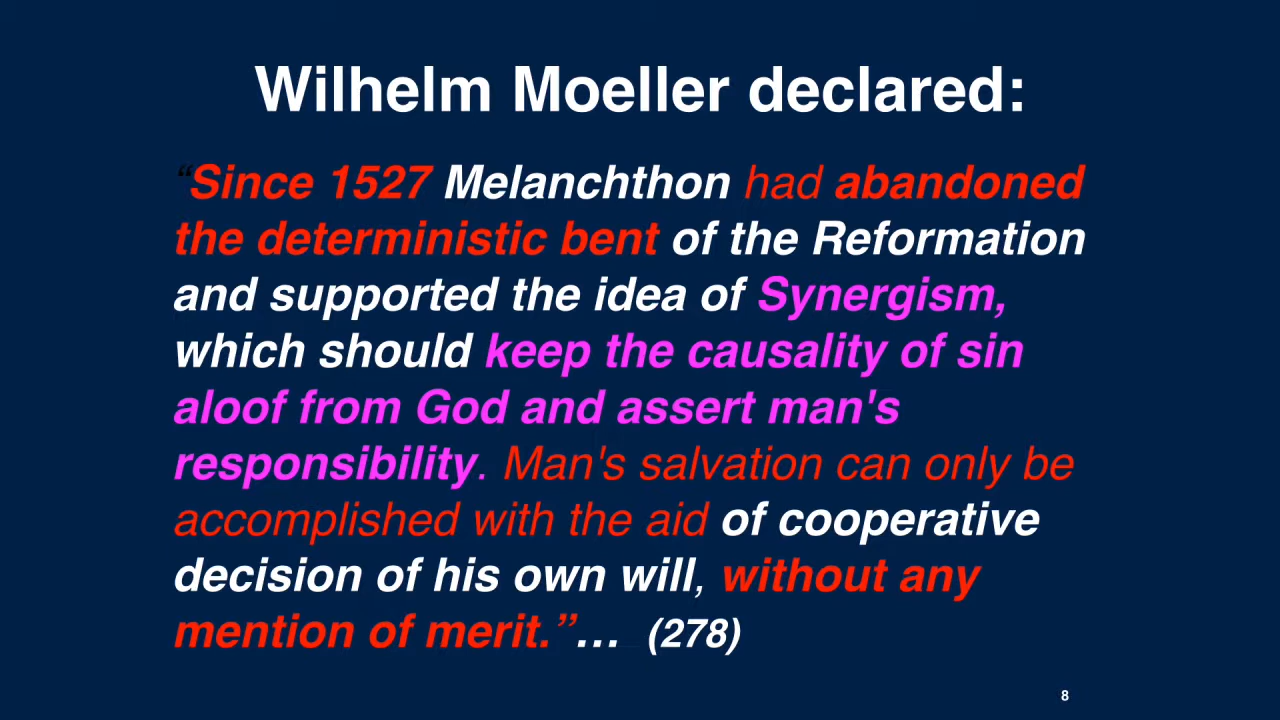 Wilhelm Moeller declared:
“Since 1527 Melanchthon had abandoned
the deterministic bent of the Reformation
and supported the idea of Synergism,
which should keep the causality of sin
aloof from God and assert man's
responsibility. Man's salvation can only be
accomplished with the aid of cooperative
decision of his own will, without any
mention of merit.”… (278)
8